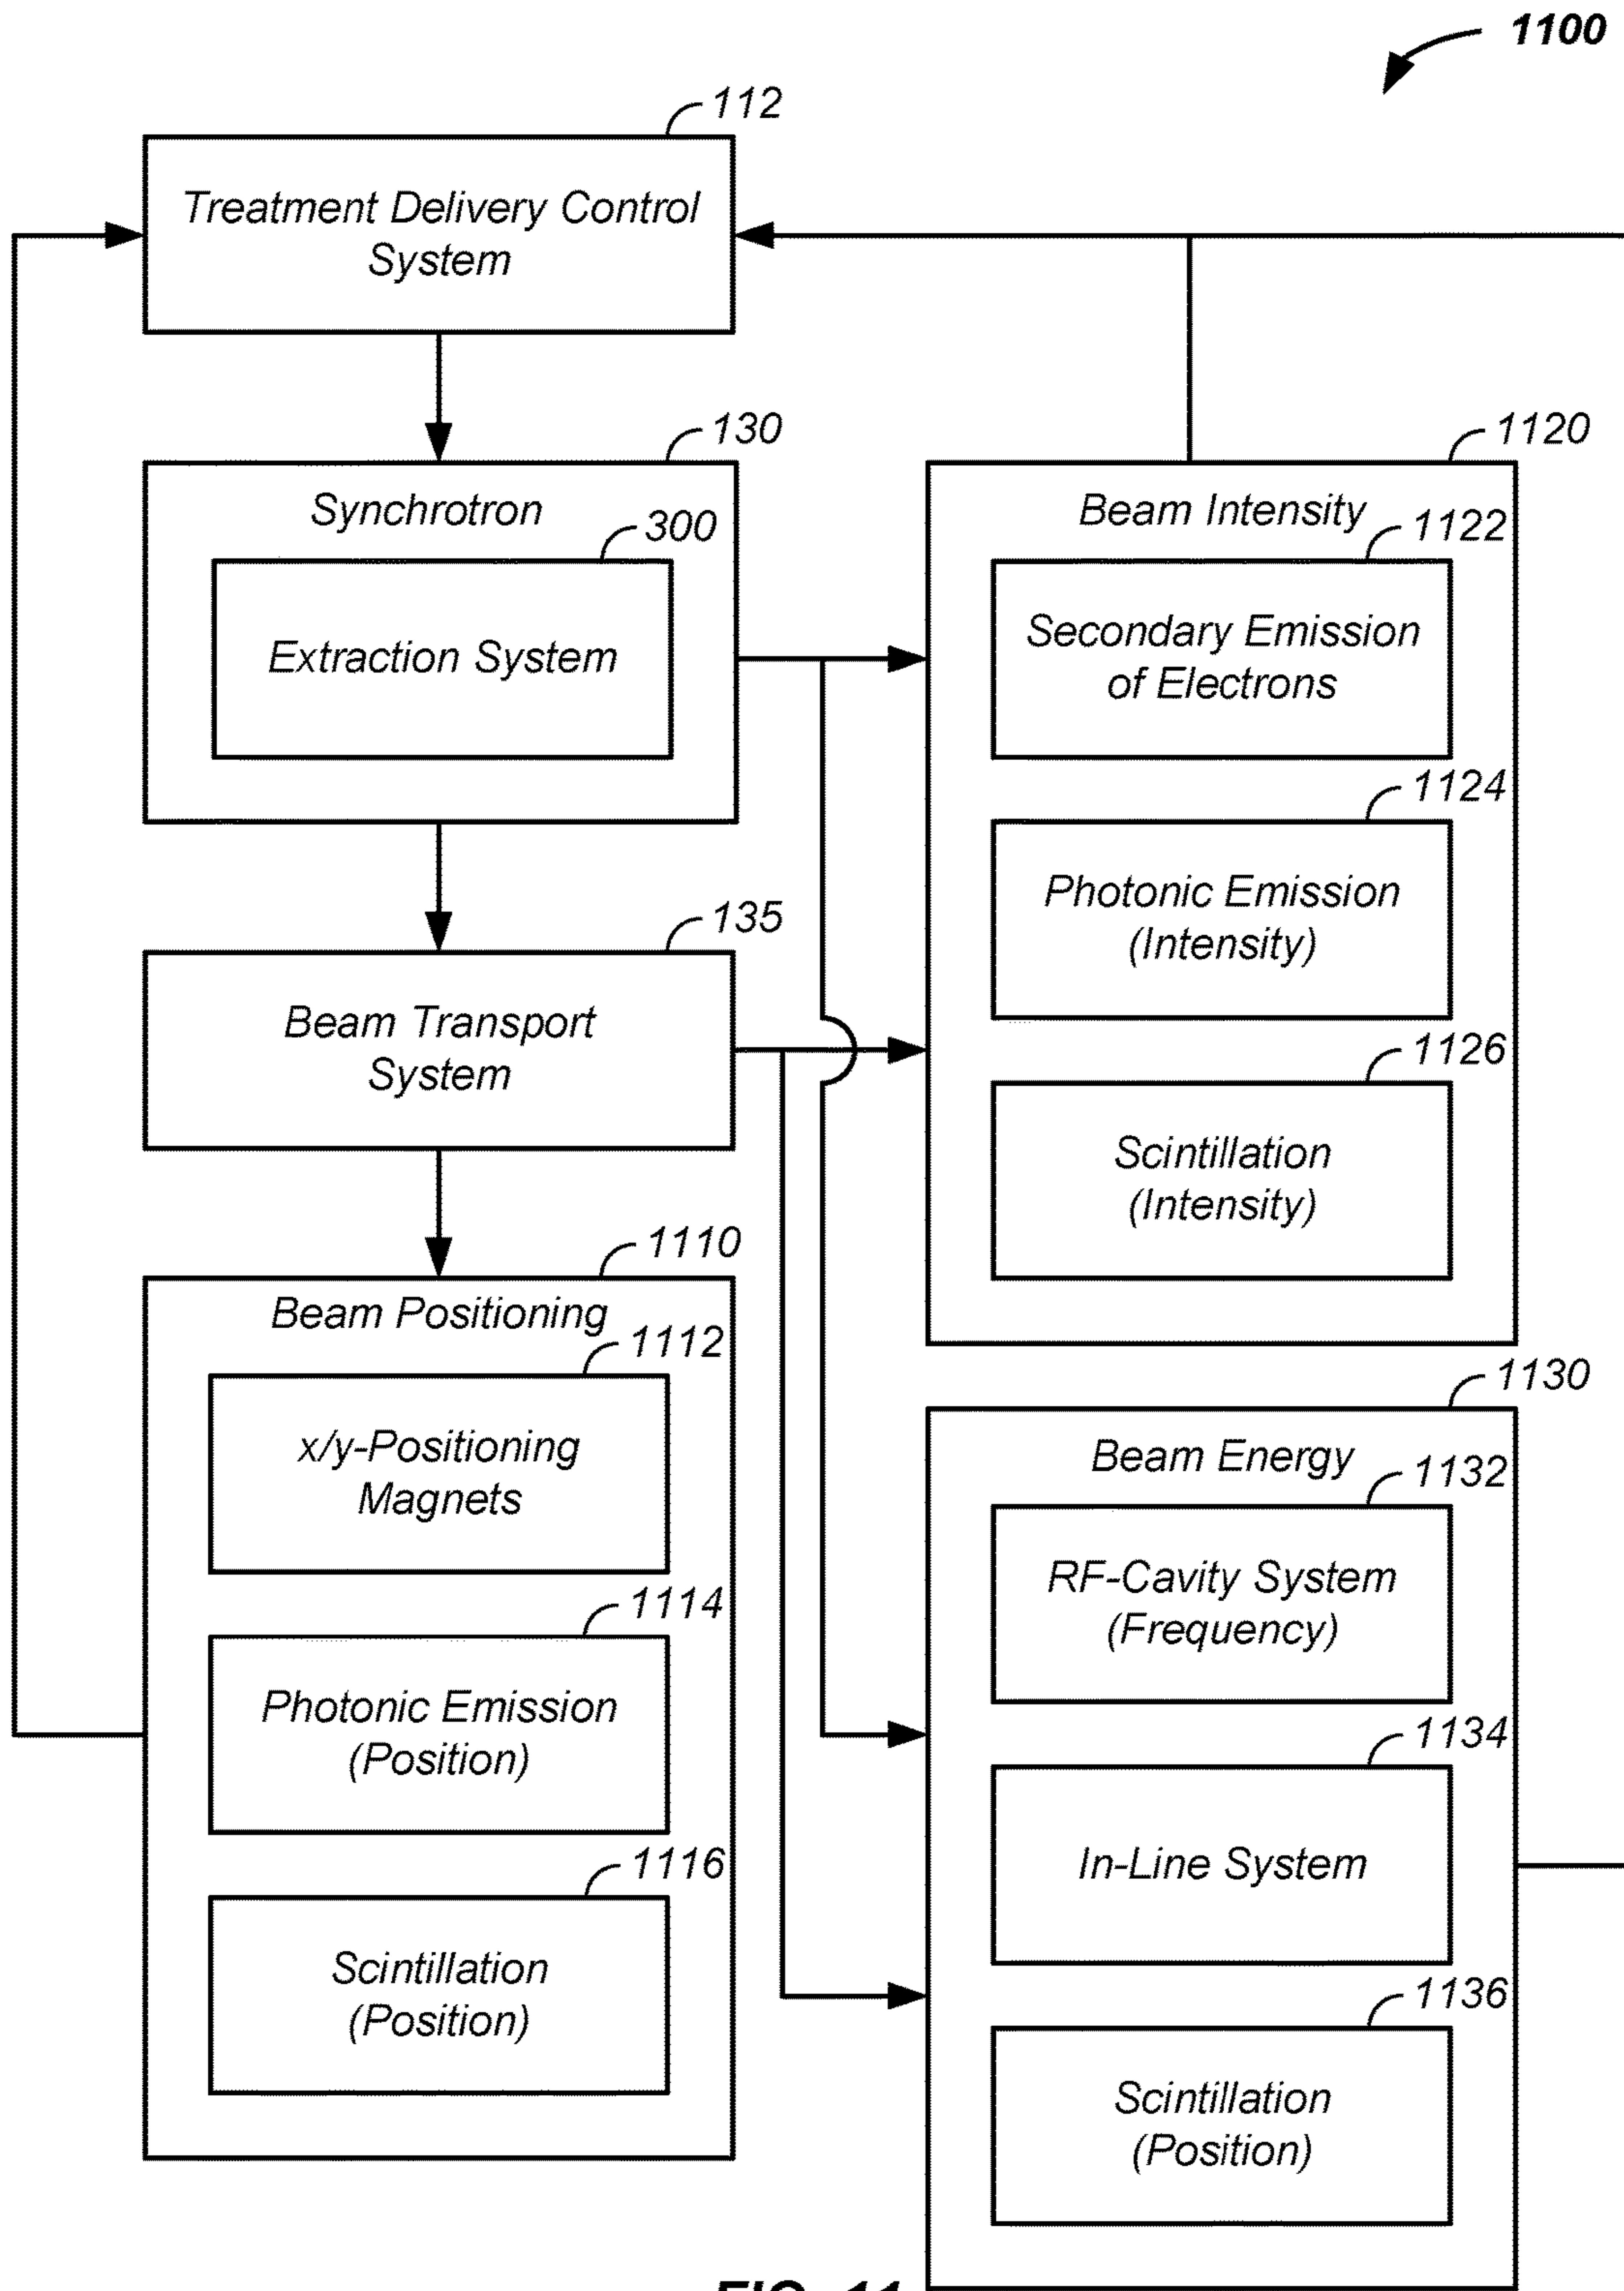 1100
112
Treatment Delivery Control
System
130
Synchrotron
300
Extraction System
135
Beam Transport
System
1110
Beam Positioning
1112
x/y-Positioning
Magnets
1114
Photonic Emission
(Position)
1116
Scintillation
(Position)
1120
Beam Intensity
1122
Secondary Emission
of Electrons
1124
Photonic Emission
(Intensity)
1126
Scintillation
(Intensity)
1130
Beam Energy
1132
RF-Cavity System
(Frequency)
1134
In-Line System
1136
Scintillation
(Position)
FIG. 11